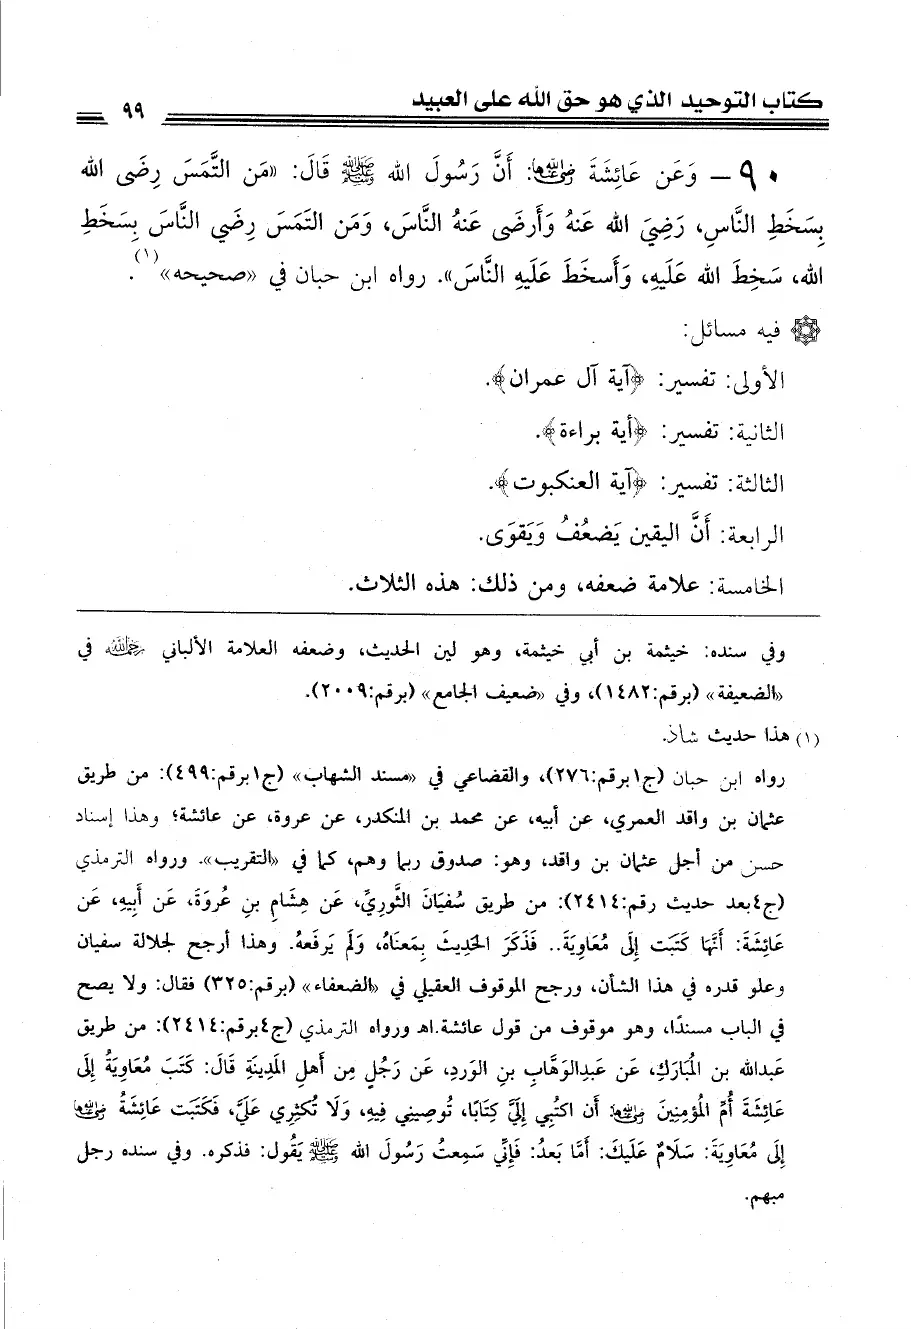 كتاب التوحيد الذي هو حق الله على العبيد
٩٩
٩٠ – وَعَن عَائِشَةَ رضي الله عنها: أَنَّ رَسُولَ الله ﷺ قَالَ: «مَن التَّمَسَ رِضَى الله
بِسَخَطِ النَّاسِ، رَضِيَ الله عَنهُ وَأَرضَى عَنهُ النَّاسَ، وَمَن التَمَسَ رِضَي النَّاسَ بِسَخَطِ
الله، سَخِطَ الله عَلَيهِ، وَأَسخَطَ عَلَيهِ النَّاسَ». رواه ابن حبان في «صحيحه»(١).
فيه مسائل:
الأولى: تفسير: ﴿آية آل عمران﴾.
الثانية: تفسير: ﴿أية براءة﴾.
الثالثة: تفسير: ﴿آية العنكبوت﴾.
الرابعة: أَنَّ اليقين يَضعُفُ وَيَقوَى.
الخامسة: علامة ضعفه، ومن ذلك: هذه الثلاث.
وفي سنده: خيثمة بن أبي خيثمة، وهو لين الحديث، وضعفه العلامة الألباني رحمه الله في
«الضعيفة» (برقم:١٤٨٢)، وفي «ضعيف الجامع» (برقم:٢٠٠٩).
(١) هذا حديث شاذ.
رواه ابن حبان (ج١برقم:٢٧٦)، والقضاعي في «مسند الشهاب» (ج١برقم:٤٩٩): من طريق
عثمان بن واقد العمري، عن أبيه، عن محمد بن المنكدر، عن عروة، عن عائشة؛ وهذا إسناد
حسن من أجل عثمان بن واقد، وهو: صدوق ربما وهم، كما في «التقريب». ورواه الترمذي
(ج٤بعد حديث رقم:٢٤١٤): من طريق سُفيَانَ الثَّورِيِّ، عَن هِشَامِ بنِ عُروَةَ، عَن أَبِيهِ، عَن
عَائِشَةَ: أَنَّهَا كَتَبَت إِلَى مُعَاوِيَةَ.. فَذَكَرَ الحَدِيثَ بِمَعنَاهُ، وَلَم يَرفَعهُ. وهذا أرجح لجلالة سفيان
وعلو قدره في هذا الشأن، ورجح الموقوف العقيلي في «الضعفاء» (برقم:٣٢٥) فقال: ولا يصح
في الباب مسندًا، وهو موقوف من قول عائشة.اهـ ورواه الترمذي (ج٤برقم:٢٤١٤): من طريق
عَبدالله بن المُبَارَكِ، عَن عَبدِالوَهَّابِ بنِ الوَردِ، عَن رَجُلٍ مِن أَهلِ المَدِينَةِ قَالَ: كَتَبَ مُعَاوِيَةُ إِلَى
عَائِشَةَ أُمِّ المُؤمِنِينَ رضي الله عنها أَن اكتُبِي إِلَيَّ كِتَابًا، تُوصِينِي فِيهِ، وَلَا تُكثِرِي عَلَيَّ، فَكَتَبَت عَائِشَةُ رضي الله عنها
إِلَى مُعَاوِيَةَ: سَلَامٌ عَلَيكَ: أَمَّا بَعدُ: فَإِنِّي سَمِعتُ رَسُولَ الله ﷺ يَقُولُ: فذكره. وفي سنده رجل
مبهم.